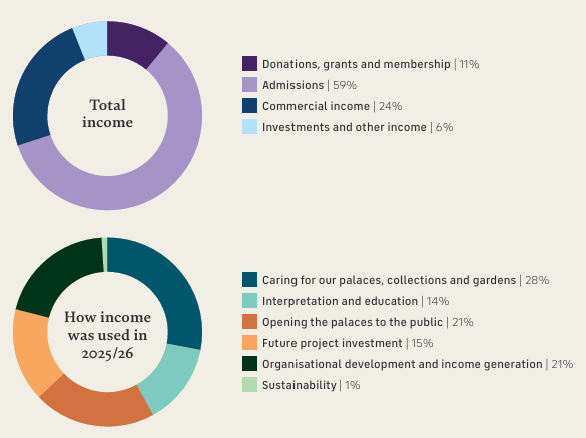 Total
income
Donations, grants and membership | 11%
Admissions | 59%
Commercial income | 24%
Investments and other income | 6%
How income
was used in
2025/26
Caring for our palaces, collections and gardens | 28%
Interpretation and education | 14%
Opening the palaces to the public | 21%
Future project investment | 15%
Organisational development and income generation | 21%
Sustainability | 1%